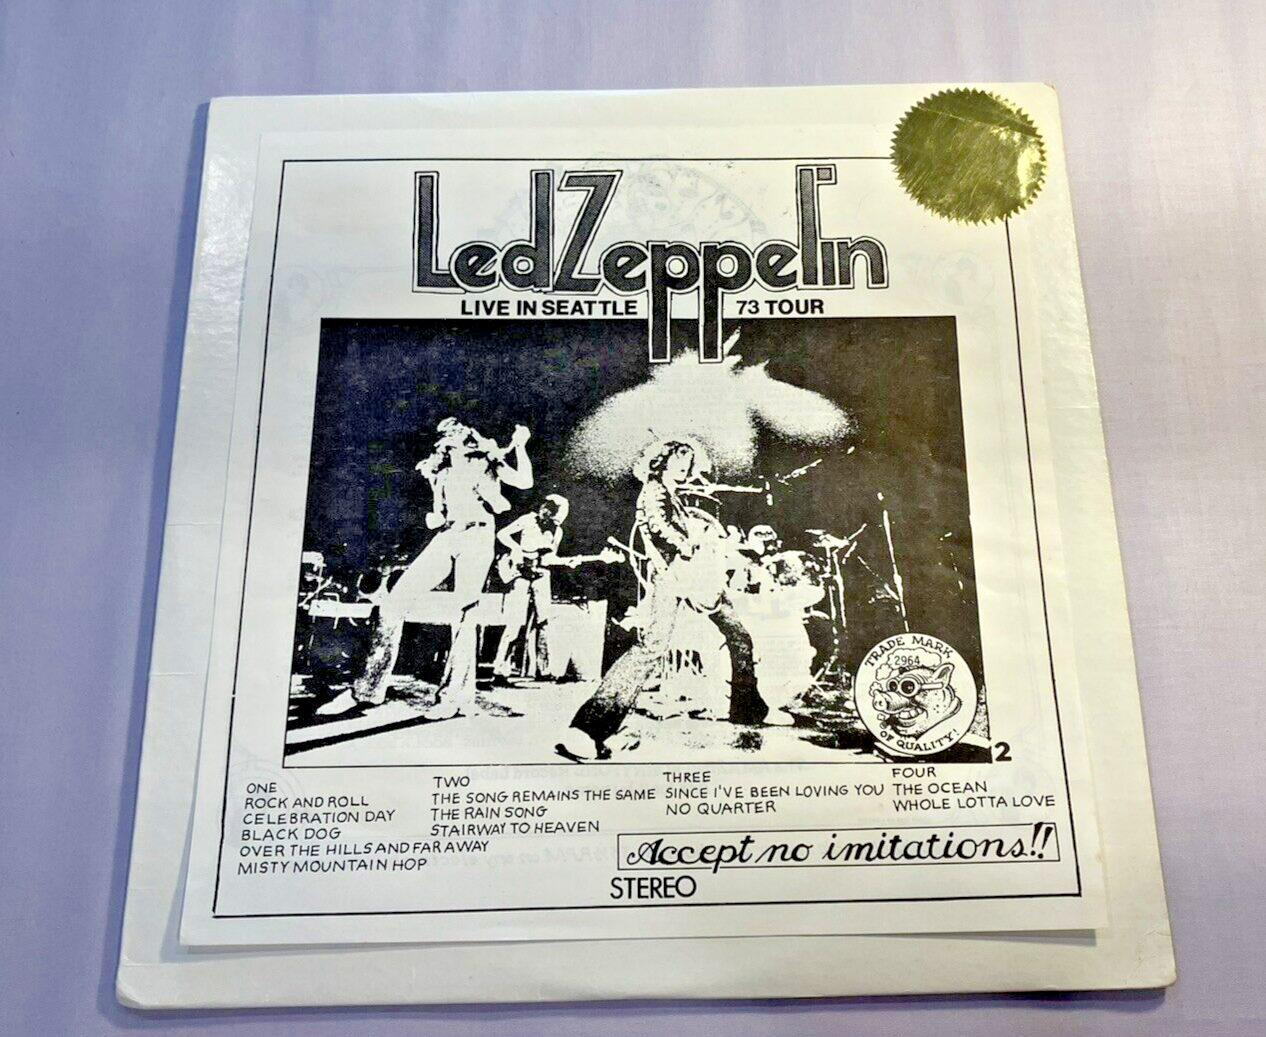 Led Zeppelin
LIVE IN SEATTLE 73 TOUR
TRADE MARK
2964
OF QUALITY!
2
ONE
ROCK AND ROLL
CELEBRATION DAY
BLACK DOG
OVER THE HILLS AND FAR AWAY
MISTY MOUNTAIN HOP
TWO
THE SONG REMAINS THE SAME
THE RAIN SONG
STAIRWAY TO HEAVEN
THREE
SINCE I'VE BEEN LOVING YOU
NO QUARTER
FOUR
THE OCEAN
WHOLE LOTTA LOVE
Accept no imitations!!
STEREO